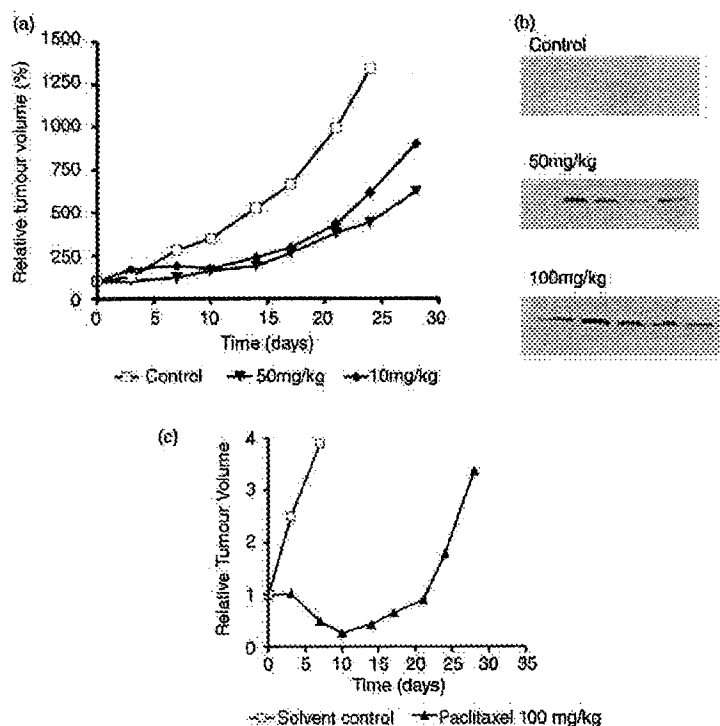 (a)
1500
1250
1000
750
500
250
0
Relative tumour volume (%)
0 5 10 15 20 25 30
Time (days)
Control 50mg/kg 10mg/kg
(b)
Control
50mg/kg
100mg/kg
(c)
4
3
2
1
0
Relative Tumour Volume
0 5 10 15 20 25 30 35
Time (days)
Solvent control Paclitaxel 100 mg/kg